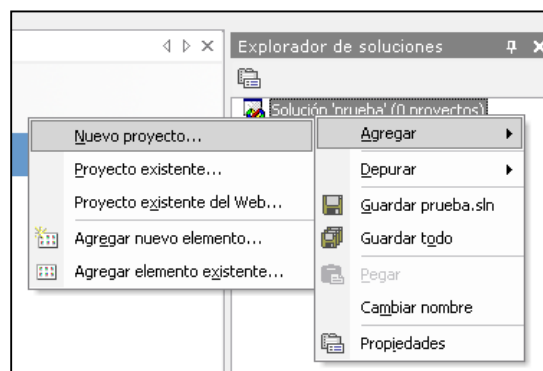 Explorador de soluciones
Solución 'prueba' (0 proyectos)
Nuevo proyecto...
Proyecto existente...
Proyecto existente del Web...
Agregar nuevo elemento...
Agregar elemento existente...
Agregar
Depurar
Guardar prueba.sln
Guardar todo
Pegar
Cambiar nombre
Propiedades